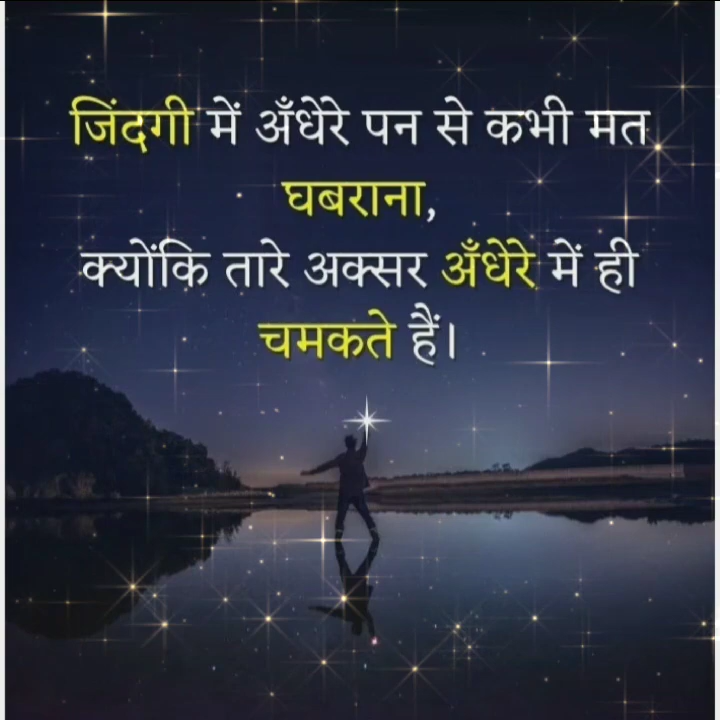 जिंदगी में अँधेरे पन से कभी मत
घबराना,
क्योंकि तारे अक्सर अँधेरे में ही
चमकते हैं।